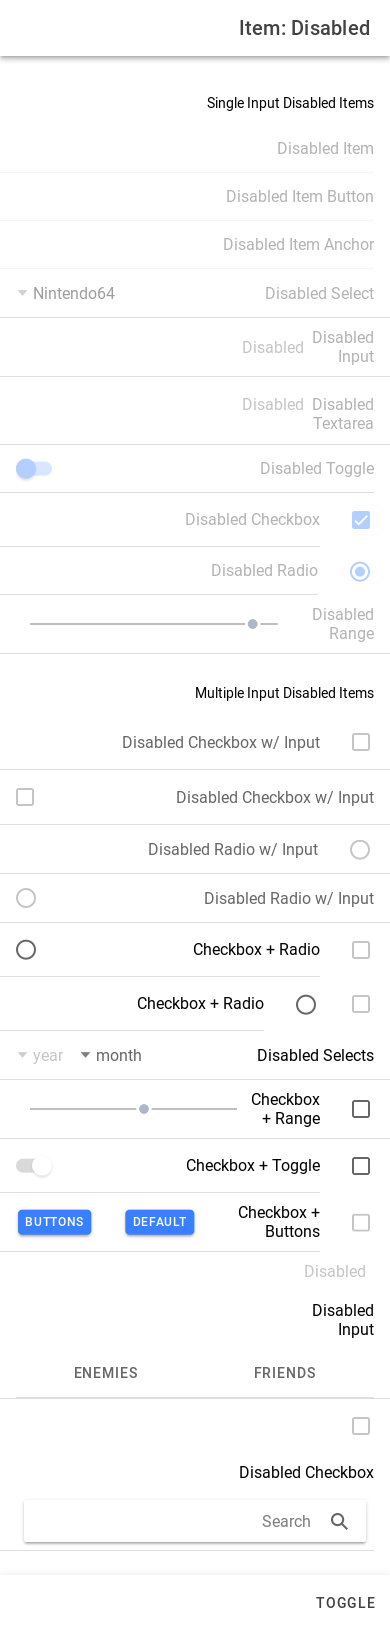 Item: Disabled
Single Input Disabled Items
Disabled Item
Disabled Item Button
Disabled Item Anchor
Disabled Select Nintendo64
Disabled
Input Disabled
Disabled
Textarea Disabled
Disabled Toggle
Disabled Checkbox
Disabled Radio
Disabled
Range
Multiple Input Disabled Items
Disabled Checkbox w/ Input
Disabled Checkbox w/ Input
Disabled Radio w/ Input
Disabled Radio w/ Input
Checkbox + Radio
Checkbox + Radio
Disabled Selects month year
Checkbox
+ Range
Checkbox + Toggle
Checkbox +
Buttons
DEFAULT BUTTONS
Disabled
Disabled
Input
FRIENDS ENEMIES
Disabled Checkbox
Search
TOGGLE